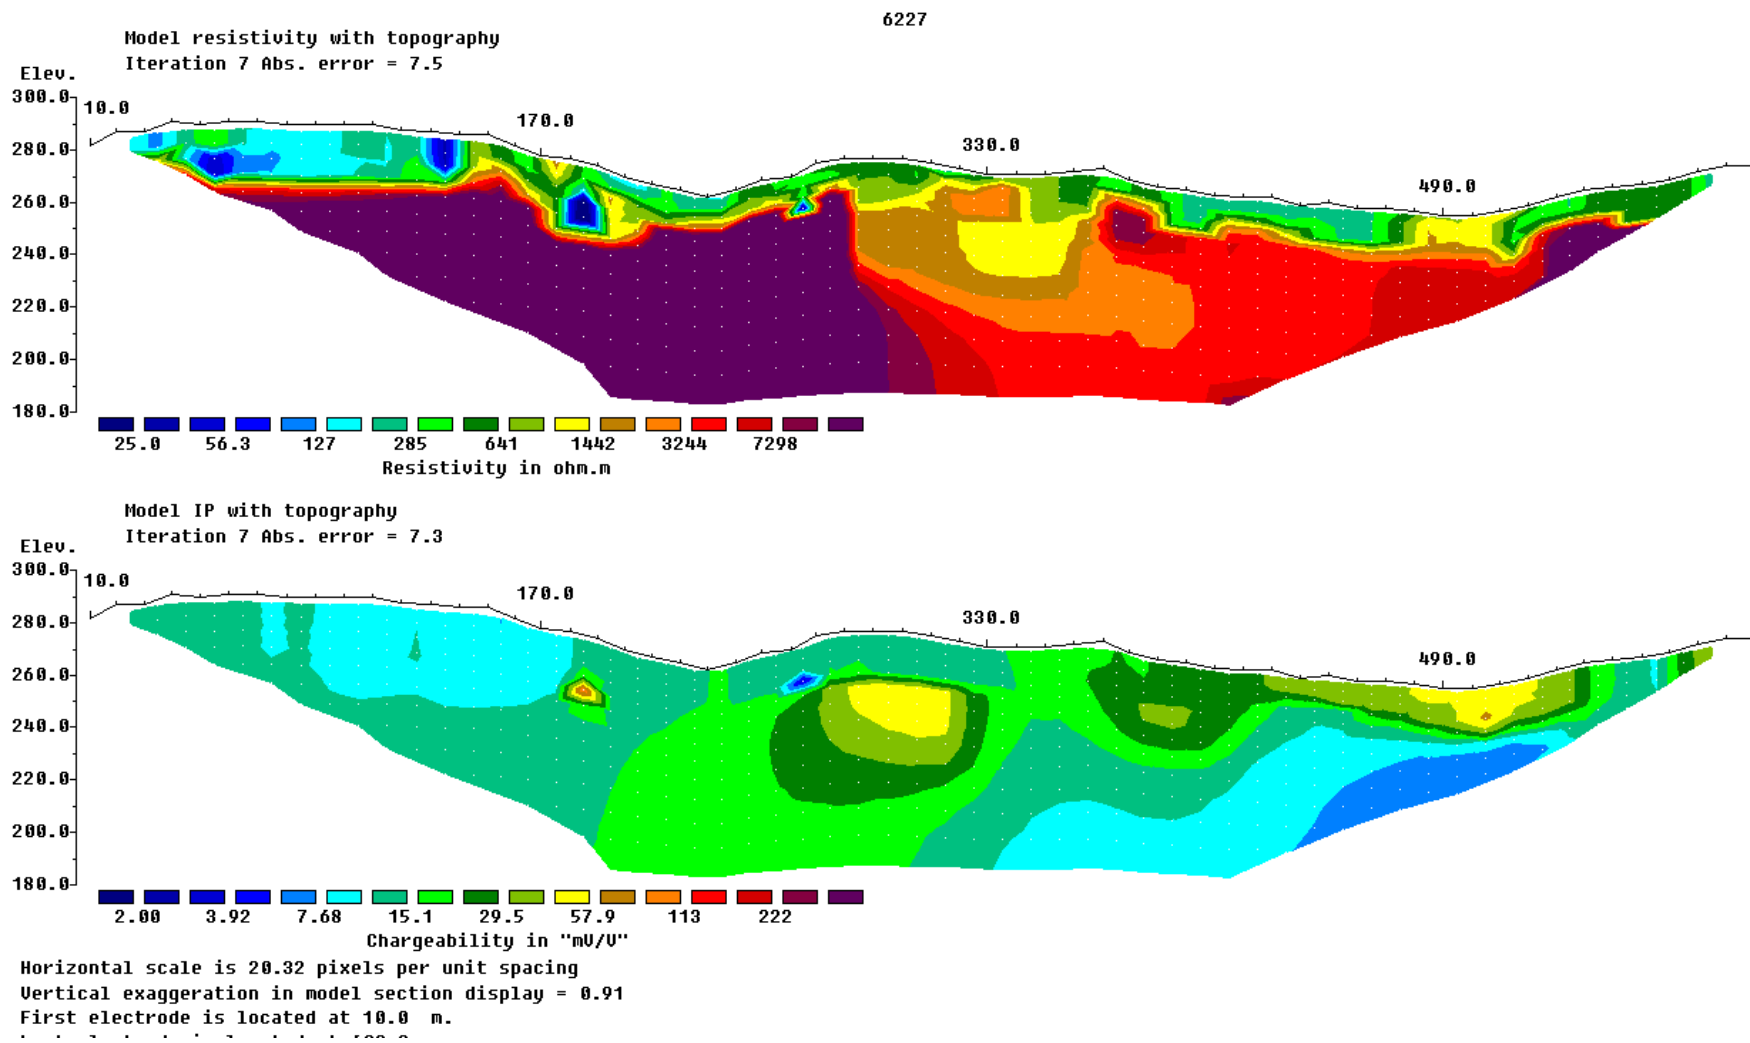 6227
Model resistivity with topography
Iteration 7 Abs. error = 7.5
Elev.
300.0
10.0
170.0
280.0
330.0
260.0
490.0
240.0
220.0
200.0
180.0
25.0 56.3 127 285 641 1442 3244 7298
Resistivity in ohm.m
Model IP with topography
Iteration 7 Abs. error = 7.3
Elev.
300.0
10.0
170.0
280.0
330.0
260.0
490.0
240.0
220.0
200.0
180.0
2.00 3.92 7.68 15.1 29.5 57.9 113 222
Chargeability in "mV/V"
Horizontal scale is 20.32 pixels per unit spacing
Vertical exaggeration in model section display = 0.91
First electrode is located at 10.0 m.